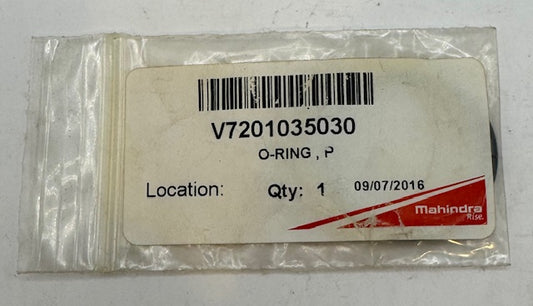 V7201035030
O-RING , P
Location: Qty: 1 09/07/2016
Mahindra
Rise.